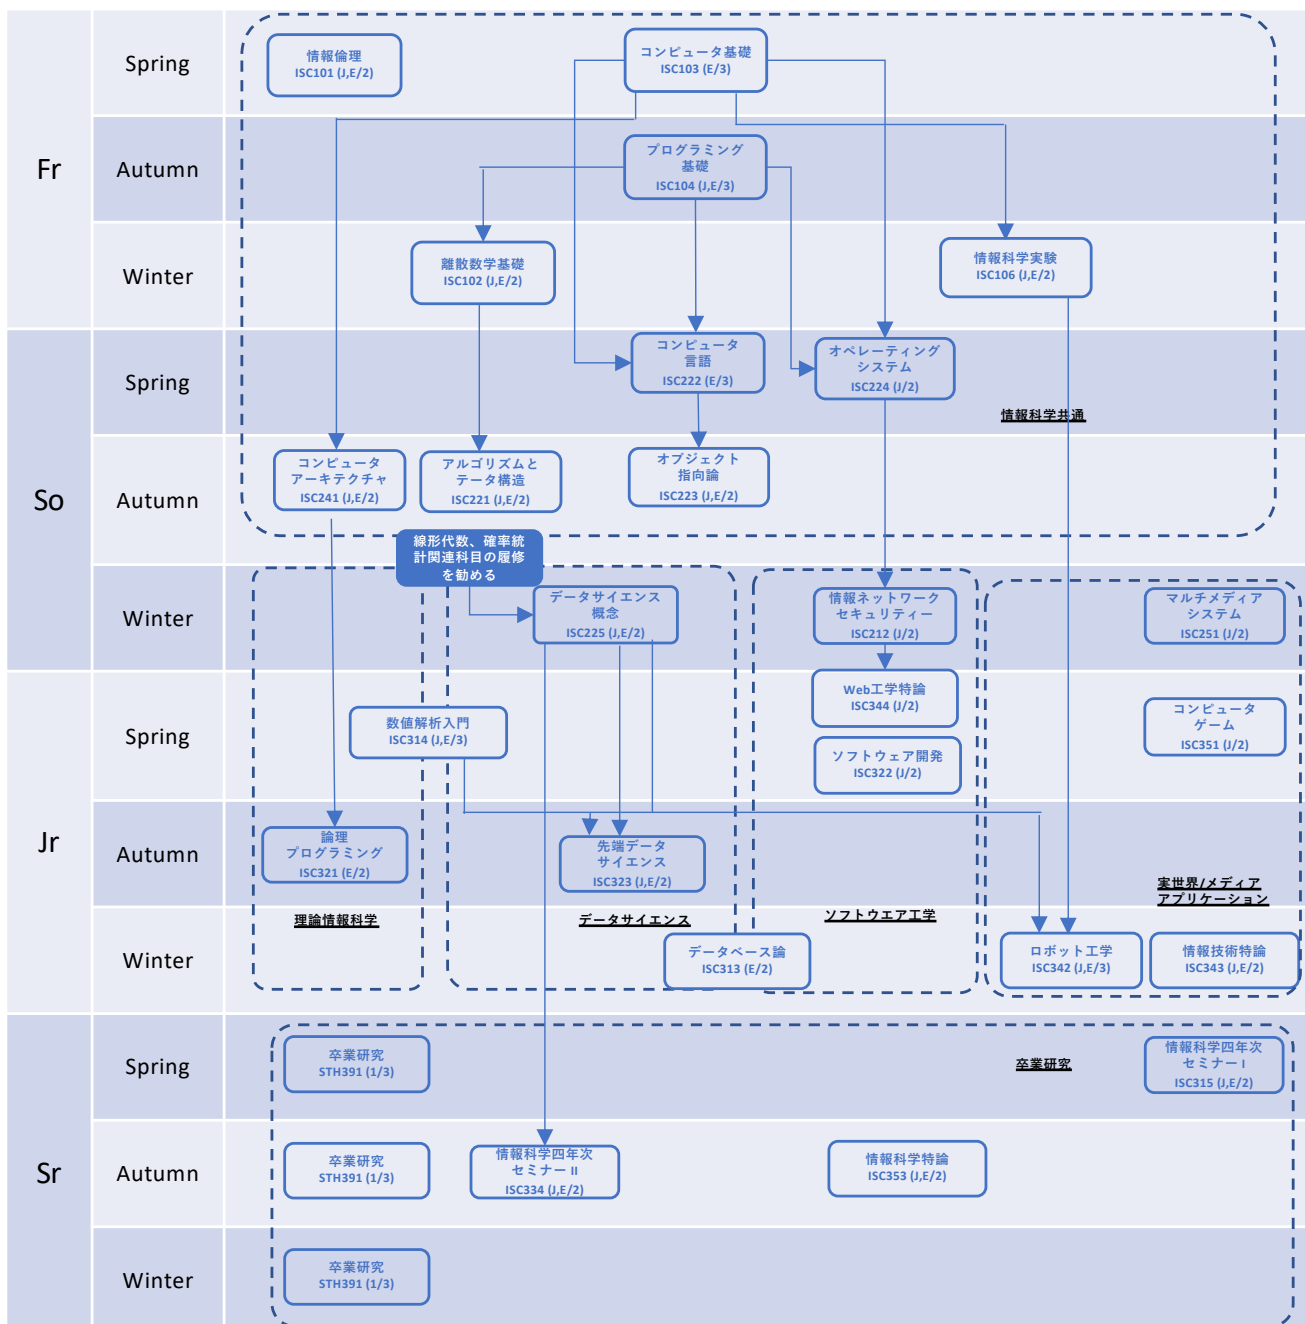 Fr
Spring
情報倫理
ISC101 (J,E/2)
コンピュータ基礎
ISC103 (E/3)
Autumn
プログラミング
基礎
ISC104 (J,E/3)
Winter
離散数学基礎
ISC102 (J,E/2)
情報科学実験
ISC106 (J,E/2)
So
Spring
コンピュータ
言語
ISC222 (E/3)
オペレーティング
システム
ISC224 (J/2)
情報科学共通
Autumn
コンピュータ
アーキテクチャ
ISC241 (J,E/2)
アルゴリズムと
データ構造
ISC221 (J,E/2)
オブジェクト
指向論
ISC223 (J,E/2)
線形代数、確率統
計関連科目の履修
を勧める
Winter
データサイエンス
概念
ISC225 (J,E/2)
情報ネットワーク
セキュリティー
ISC212 (J/2)
マルチメディア
システム
ISC251 (J/2)
Jr
Spring
数値解析入門
ISC314 (J,E/3)
Web工学特論
ISC344 (J/2)
ソフトウェア開発
ISC322 (J/2)
コンピュータ
ゲーム
ISC351 (J/2)
Autumn
論理
プログラミング
ISC321 (E/2)
先端データ
サイエンス
ISC323 (J,E/2)
実世界/メディア
アプリケーション
理論情報科学
データサイエンス
ソフトウエア工学
Winter
データベース論
ISC313 (E/2)
ロボット工学
ISC342 (J,E/3)
情報技術特論
ISC343 (J,E/2)
Sr
Spring
卒業研究
STH391 (1/3)
卒業研究
情報科学四年次
セミナー I
ISC315 (J,E/2)
Autumn
卒業研究
STH391 (1/3)
情報科学四年次
セミナー II
ISC334 (J,E/2)
情報科学特論
ISC353 (J,E/2)
Winter
卒業研究
STH391 (1/3)